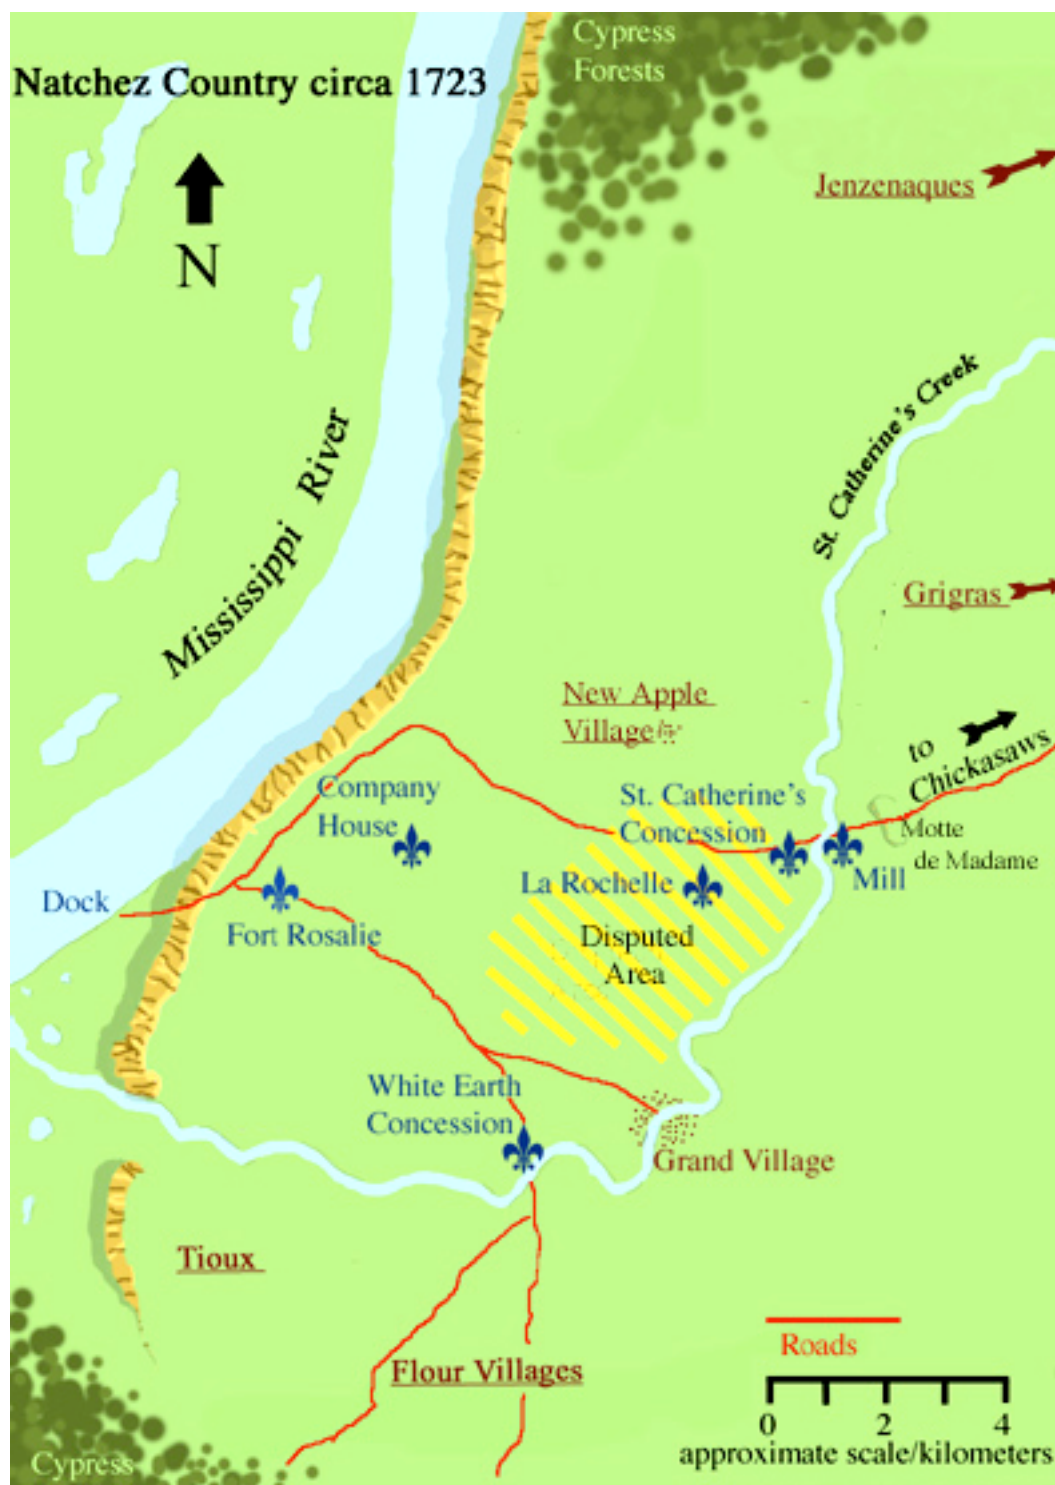 Cypress
Forests
Natchez Country circa 1723
N
Jenzenaques
St. Catherine's Creek
Mississippi River
Grigras
New Apple
Village
to
Chickasaws
Company
House
St. Catherine's
Concession
Motte
de Madame
Mill
La Rochelle
Dock
Fort Rosalie
Disputed
Area
White Earth
Concession
Grand Village
Tioux
Flour Villages
Roads
0 2 4
approximate scale/kilometers
Cypress